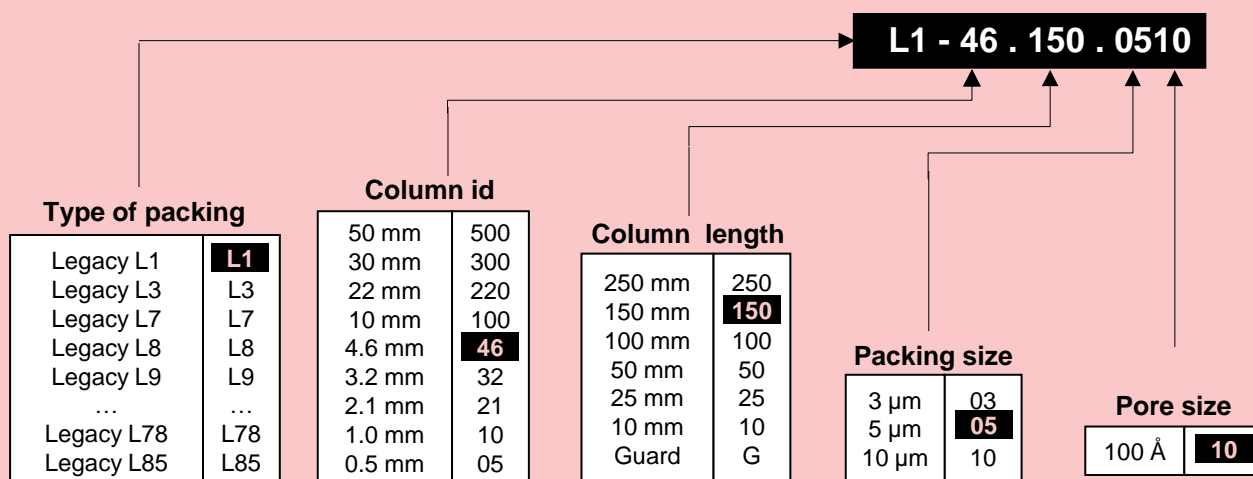 L1 - 46 . 150 . 0510
Type of packing
Legacy L1 L1
Legacy L3 L3
Legacy L7 L7
Legacy L8 L8
Legacy L9 L9
… …
Legacy L78 L78
Legacy L85 L85
Column id
50 mm 500
30 mm 300
22 mm 220
10 mm 100
4.6 mm 46
3.2 mm 32
2.1 mm 21
1.0 mm 10
0.5 mm 05
Column length
250 mm 250
150 mm 150
100 mm 100
50 mm 50
25 mm 25
10 mm 10
Guard G
Packing size
3 µm 03
5 µm 05
10 µm 10
Pore size
100 Å 10